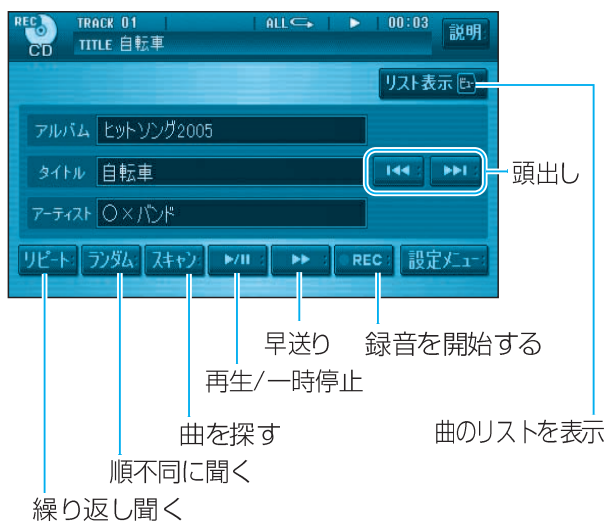 REC TRACK 01 ALL 00:03
CD TITLE 自転車 説明
リスト表示 ビュー
アルバム ヒットソング2005
タイトル 自転車 頭出し
アーティスト ○×バンド
リピート ランダム スキャン REC 設定メニュー
早送り 録音を開始する
再生/一時停止
曲を探す 曲のリストを表示
順不同に聞く
繰り返し聞く